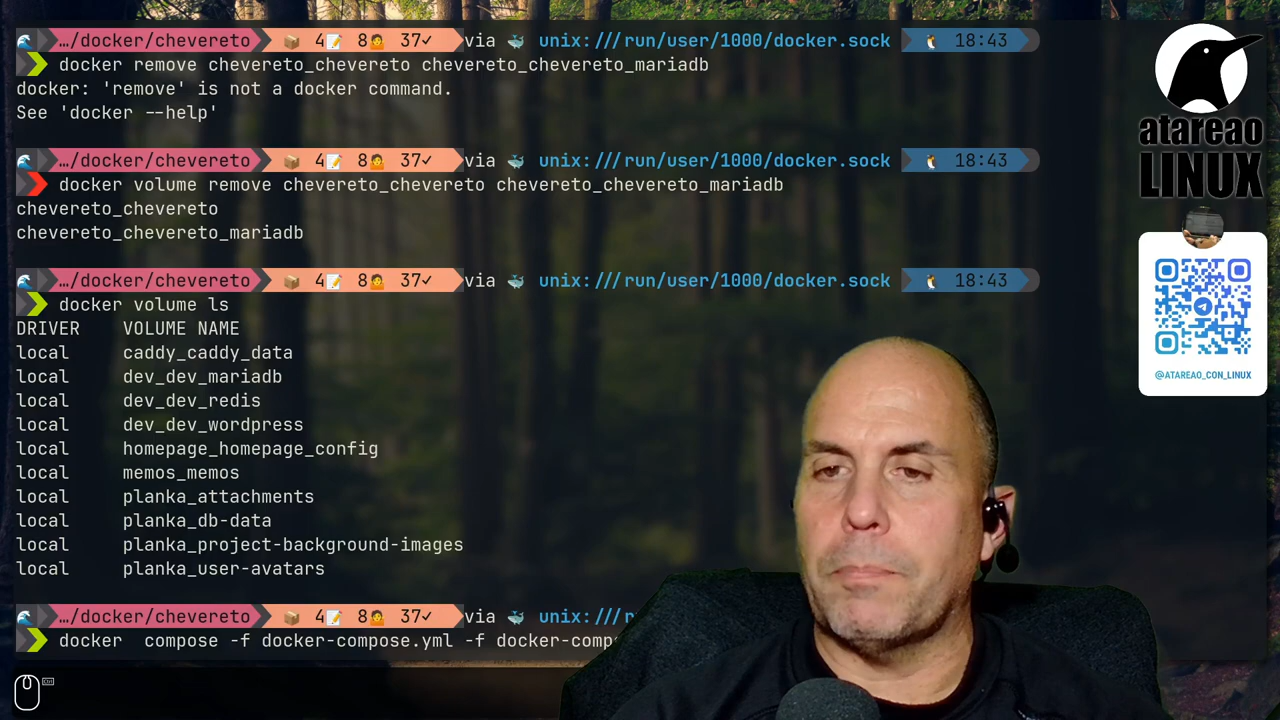 …/docker/chevereto 4 8 37✓ via unix:///run/user/1000/docker.sock 18:43
docker remove chevereto_chevereto chevereto_chevereto_mariadb
docker: 'remove' is not a docker command.
See 'docker --help'
…/docker/chevereto 4 8 37✓ via unix:///run/user/1000/docker.sock 18:43
docker volume remove chevereto_chevereto chevereto_chevereto_mariadb
chevereto_chevereto
chevereto_chevereto_mariadb
…/docker/chevereto 4 8 37✓ via unix:///run/user/1000/docker.sock 18:43
docker volume ls
DRIVER VOLUME NAME
local caddy_caddy_data
local dev_dev_mariadb
local dev_dev_redis
local dev_dev_wordpress
local homepage_homepage_config
local memos_memos
local planka_attachments
local planka_db-data
local planka_project-background-images
local planka_user-avatars
…/docker/chevereto 4 8 37✓ via unix:///r
docker compose -f docker-compose.yml -f docker-comp
atareao
LINUX
@ATAREAO_CON_LINUX